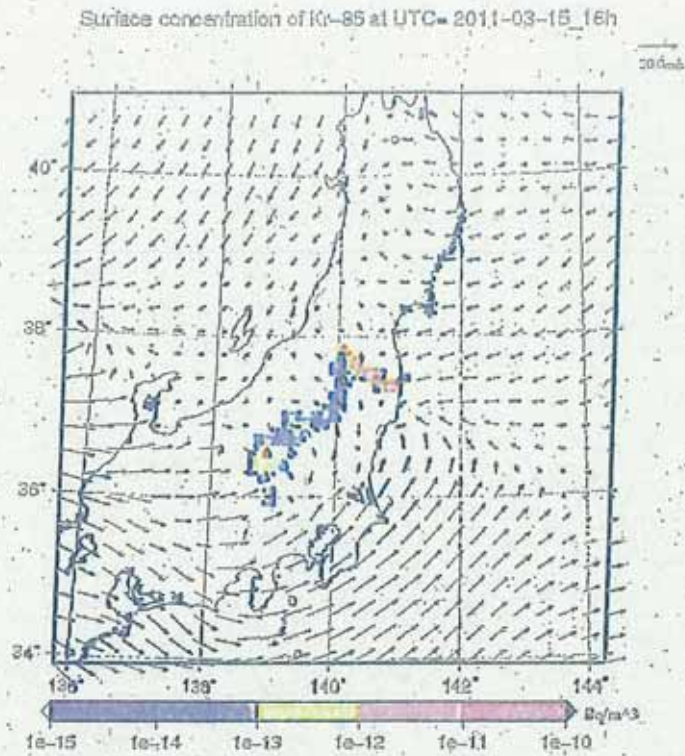 Surface concentration of Kr-85 at UTC= 2011-03-15_16h
40°
38°
36°
34°
136° 138° 140° 142° 144°
Bq/m^3
1e-15 1e-14 1e-13 1e-12 1e-11 1e-10